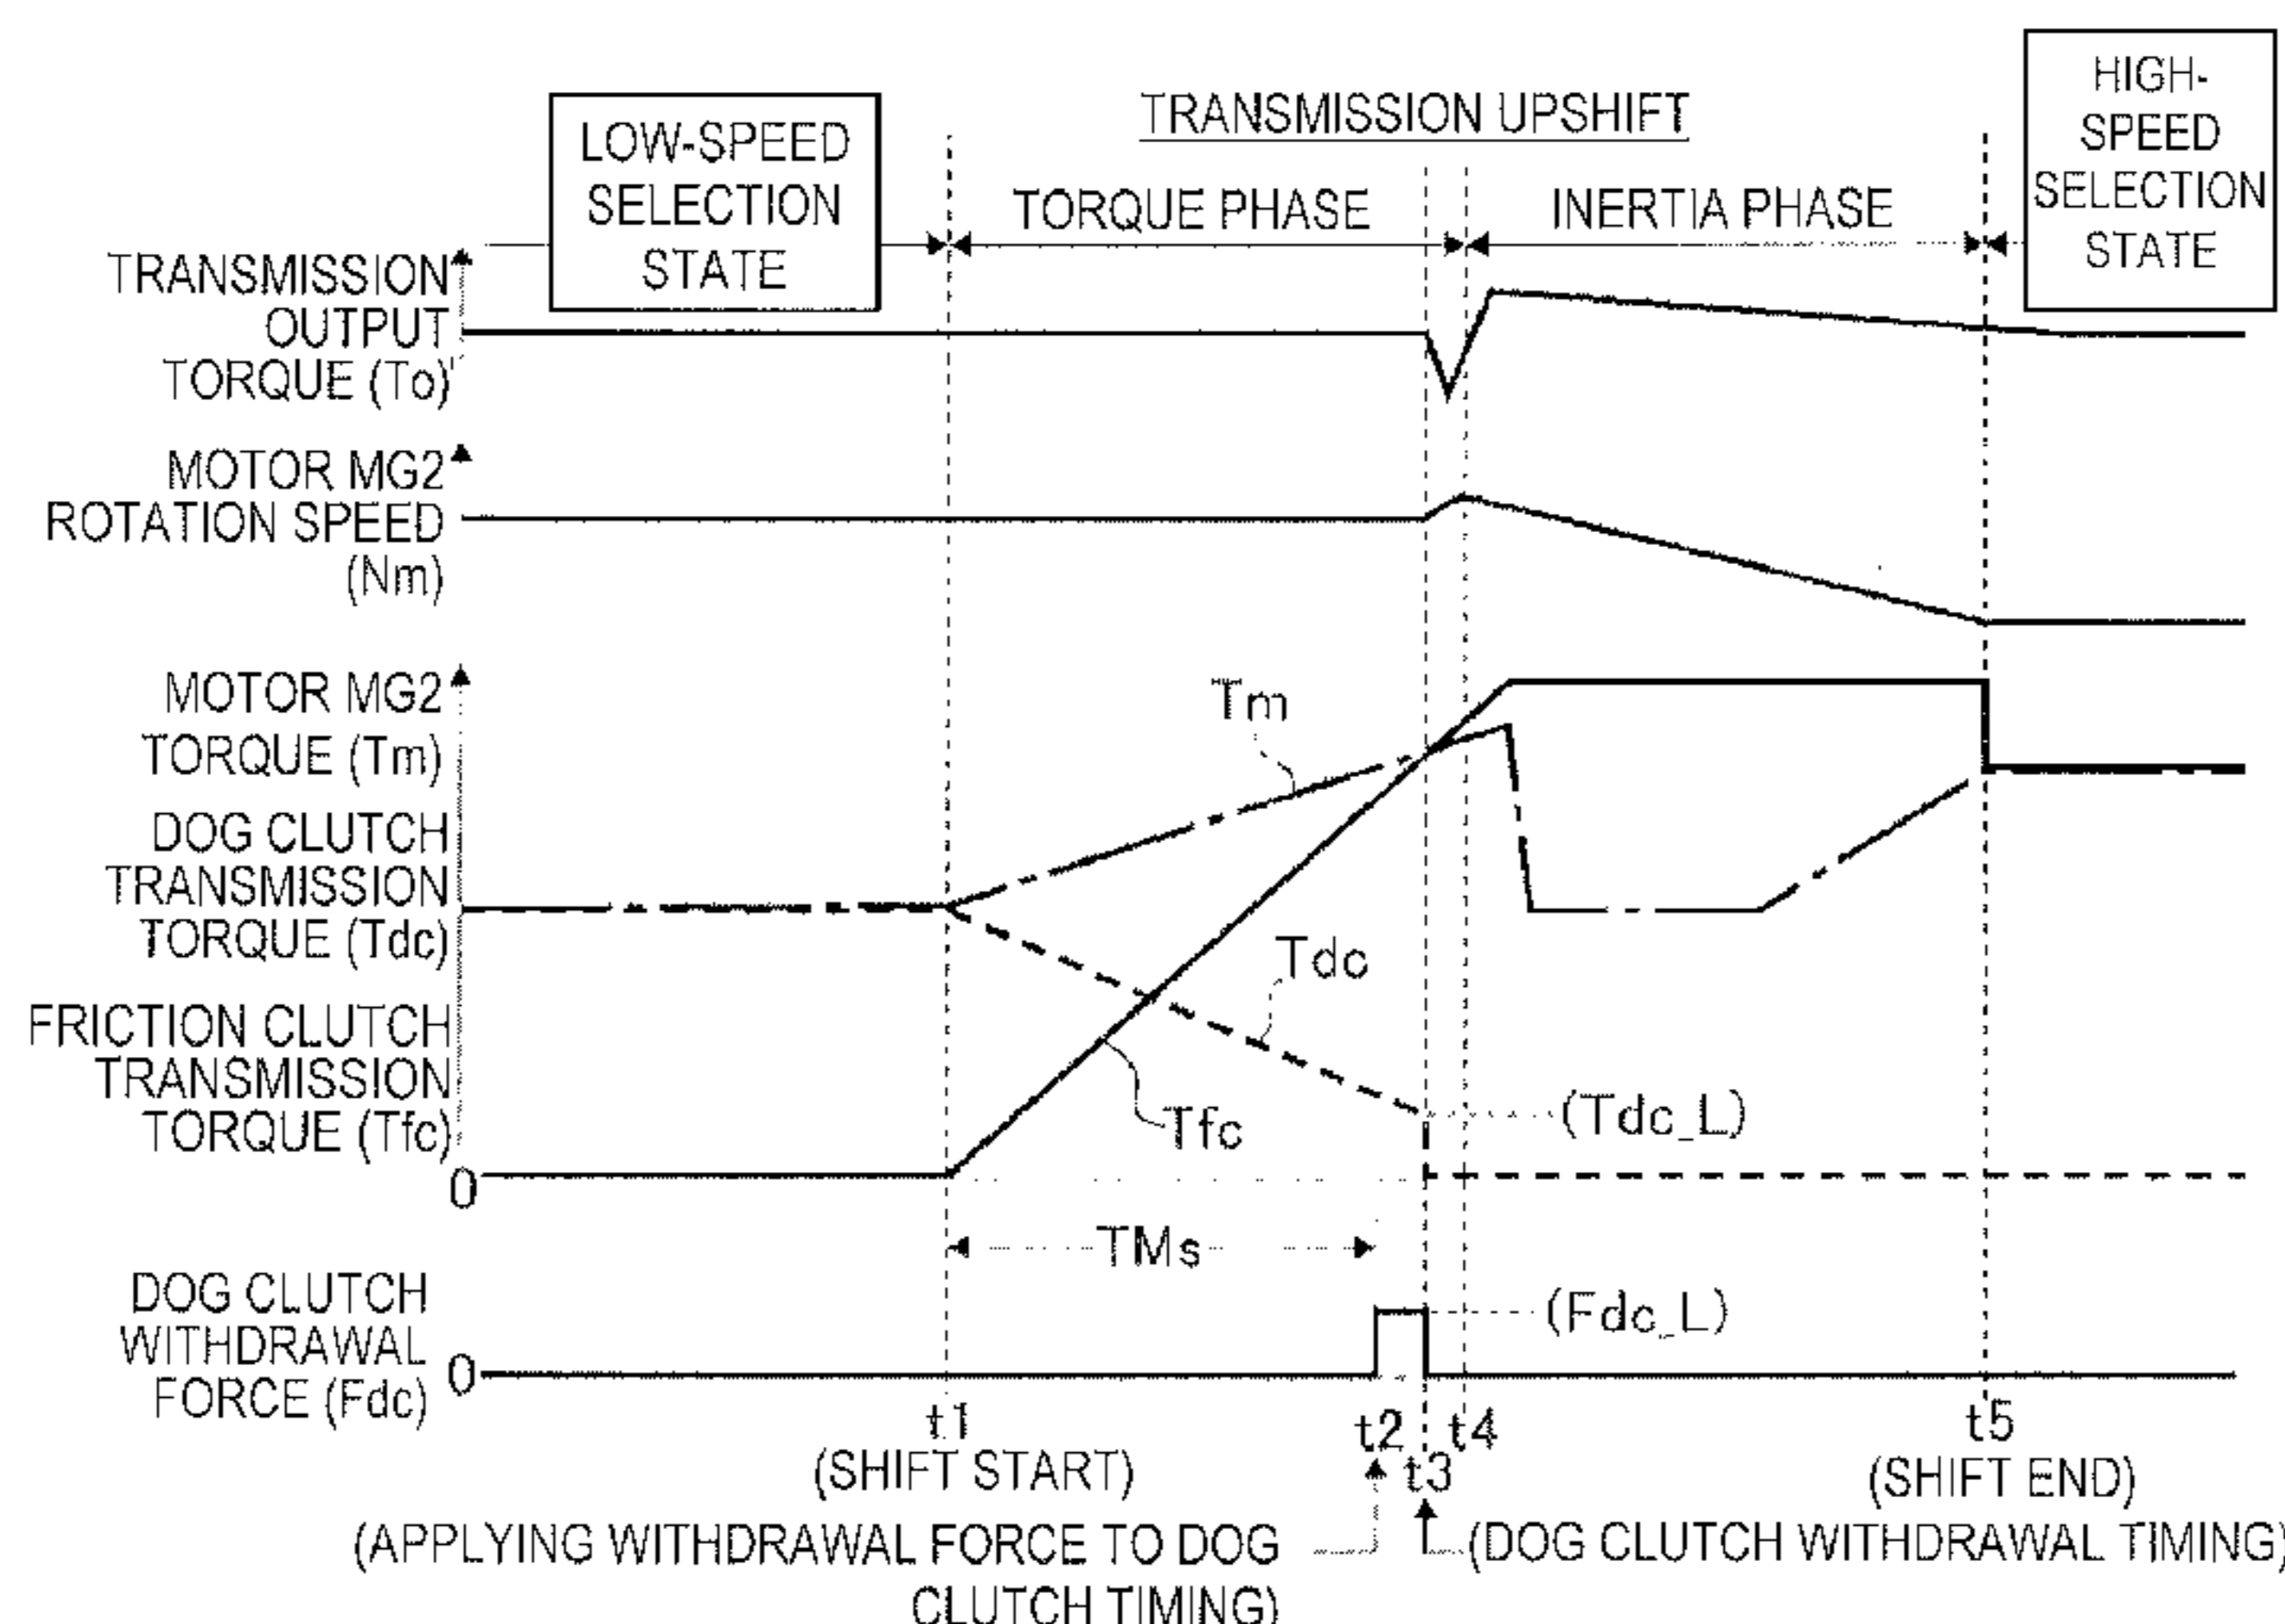 TRANSMISSION UPSHIFT
LOW-SPEED
SELECTION
STATE
HIGH-
SPEED
SELECTION
STATE
TORQUE PHASE
INERTIA PHASE
TRANSMISSION
OUTPUT
TORQUE (To)
MOTOR MG2
ROTATION SPEED
(Nm)
MOTOR MG2
TORQUE (Tm)
DOG CLUTCH
TRANSMISSION
TORQUE (Tdc)
FRICTION CLUTCH
TRANSMISSION
TORQUE (Tfc)
0
Tm
Tdc
Tfc
(Tdc_L)
TMs
DOG CLUTCH
WITHDRAWAL
FORCE (Fdc)
0
(Fdc_L)
t1
(SHIFT START)
t2
t3
t4
t5
(SHIFT END)
(APPLYING WITHDRAWAL FORCE TO DOG
CLUTCH TIMING)
(DOG CLUTCH WITHDRAWAL TIMING)